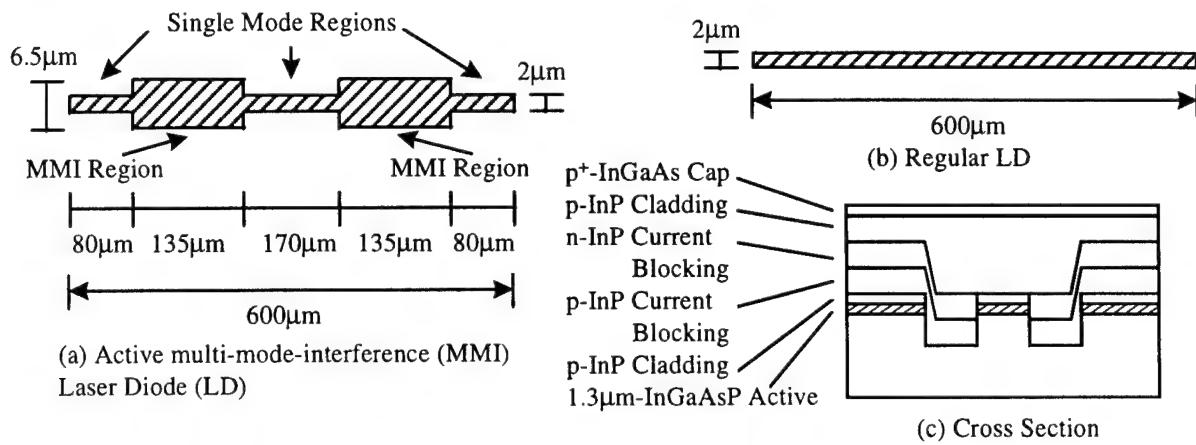 Single Mode Regions
6.5µm
2µm
MMI Region
MMI Region
80µm
135µm
170µm
135µm
80µm
600µm
(a) Active multi-mode-interference (MMI)
Laser Diode (LD)
2µm
600µm
(b) Regular LD
p+-InGaAs Cap
p-InP Cladding
n-InP Current
Blocking
p-InP Current
Blocking
p-InP Cladding
1.3µm-InGaAsP Active
(c) Cross Section